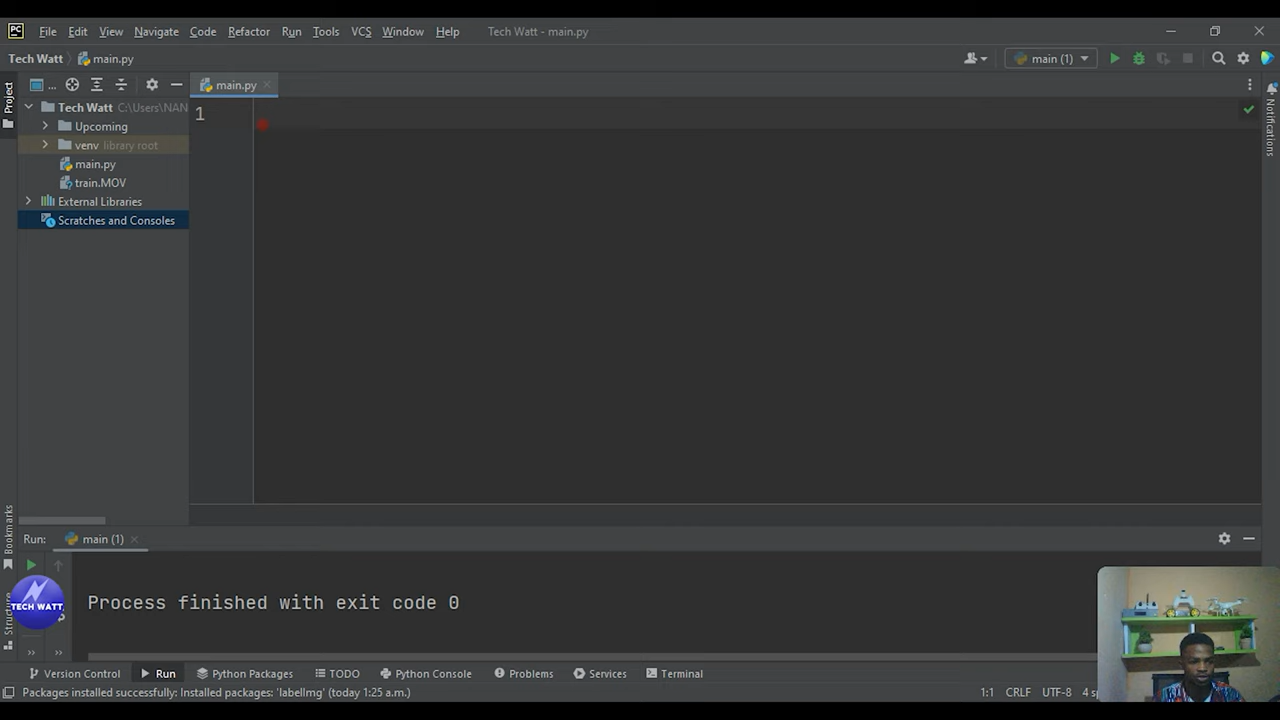 PC File Edit View Navigate Code Refactor Run Tools VCS Window Help Tech Watt - main.py
Tech Watt main.py main (1)
... main.py
Project
Notifications
Tech Watt C:\Users\NAN
1
Upcoming
venv library root
main.py
train.MOV
External Libraries
Scratches and Consoles
Bookmarks
Run: main (1)
Structure
TECH WATT
Process finished with exit code 0
Version Control Run Python Packages TODO Python Console Problems Services Terminal
Packages installed successfully: Installed packages: 'labelImg' (today 1:25 a.m.) 1:1 CRLF UTF-8 4